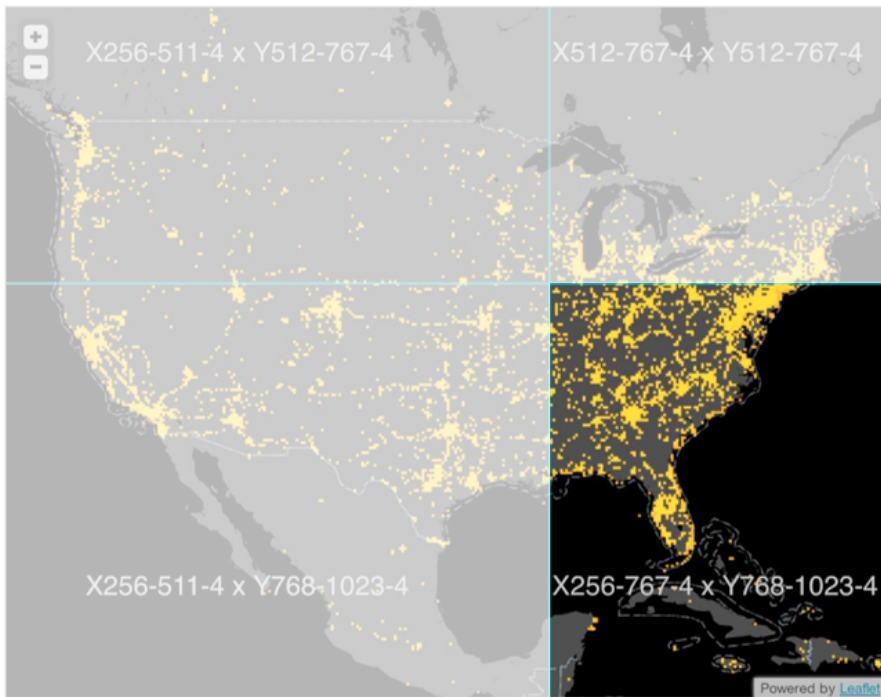 +
−
X256-511-4 x Y512-767-4
X512-767-4 x Y512-767-4
X256-511-4 x Y768-1023-4
X256-767-4 x Y768-1023-4
Powered by Leaflet